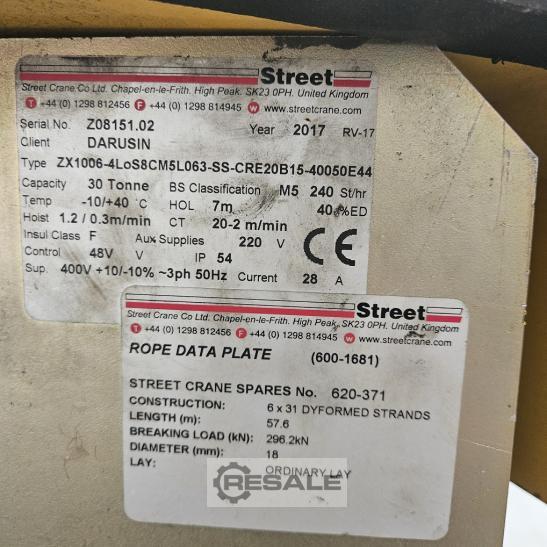 Street
Street Crane Co Ltd. Chapel-en-le-Frith. High Peak. SK23 0PH. United Kingdom
T +44 (0) 1298 812456 F +44 (0) 1298 814945 W www.streetcrane.com
Serial No. Z08151.02 Year 2017 RV-17
Client DARUSIN
Type ZX1006-4LoS8CM5L063-SS-CRE20B15-40050E44
Capacity 30 Tonne BS Classification M5 240 St/hr
Temp -10/+40 °C HOL 7m 40 %ED
Hoist 1.2 / 0.3m/min CT 20-2 m/min
Insul Class F Aux Supplies 220 V CE
Control 48V IP 54
Sup. 400V +10/-10% ~3ph 50Hz Current 28 A
Street
Street Crane Co Ltd. Chapel-en-le-Frith. High Peak. SK23 0PH. United Kingdom
T +44 (0) 1298 812456 F +44 (0) 1298 814945 W www.streetcrane.com
ROPE DATA PLATE (600-1681)
STREET CRANE SPARES No. 620-371
CONSTRUCTION: 6 x 31 DYFORMED STRANDS
LENGTH (m): 57.6
BREAKING LOAD (kN): 296.2kN
DIAMETER (mm): 18
LAY: ORDINARY LAY
RESALE